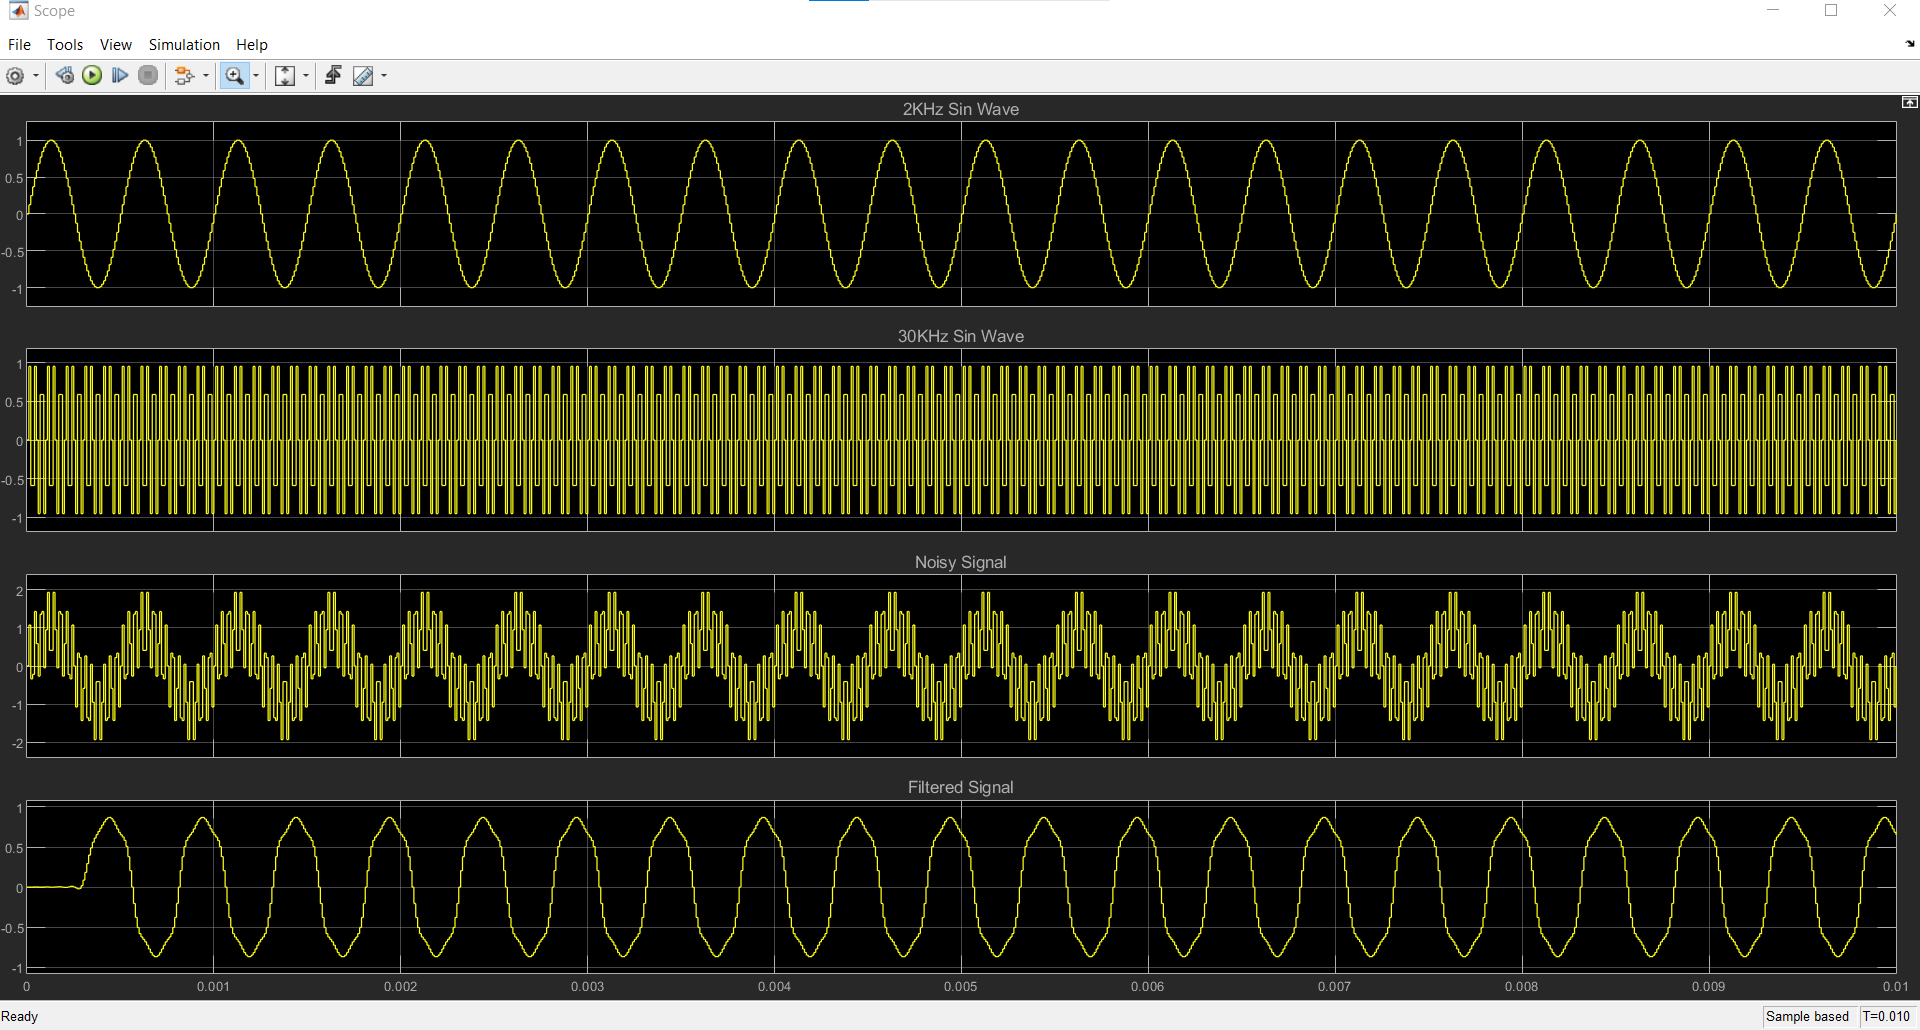 Scope
File Tools View Simulation Help
2KHz Sin Wave
1
0.5
0
-0.5
-1
30KHz Sin Wave
1
0.5
0
-0.5
-1
Noisy Signal
2
1
0
-1
-2
Filtered Signal
1
0.5
0
-0.5
-1
0 0.001 0.002 0.003 0.004 0.005 0.006 0.007 0.008 0.009 0.01
Ready Sample based T=0.010